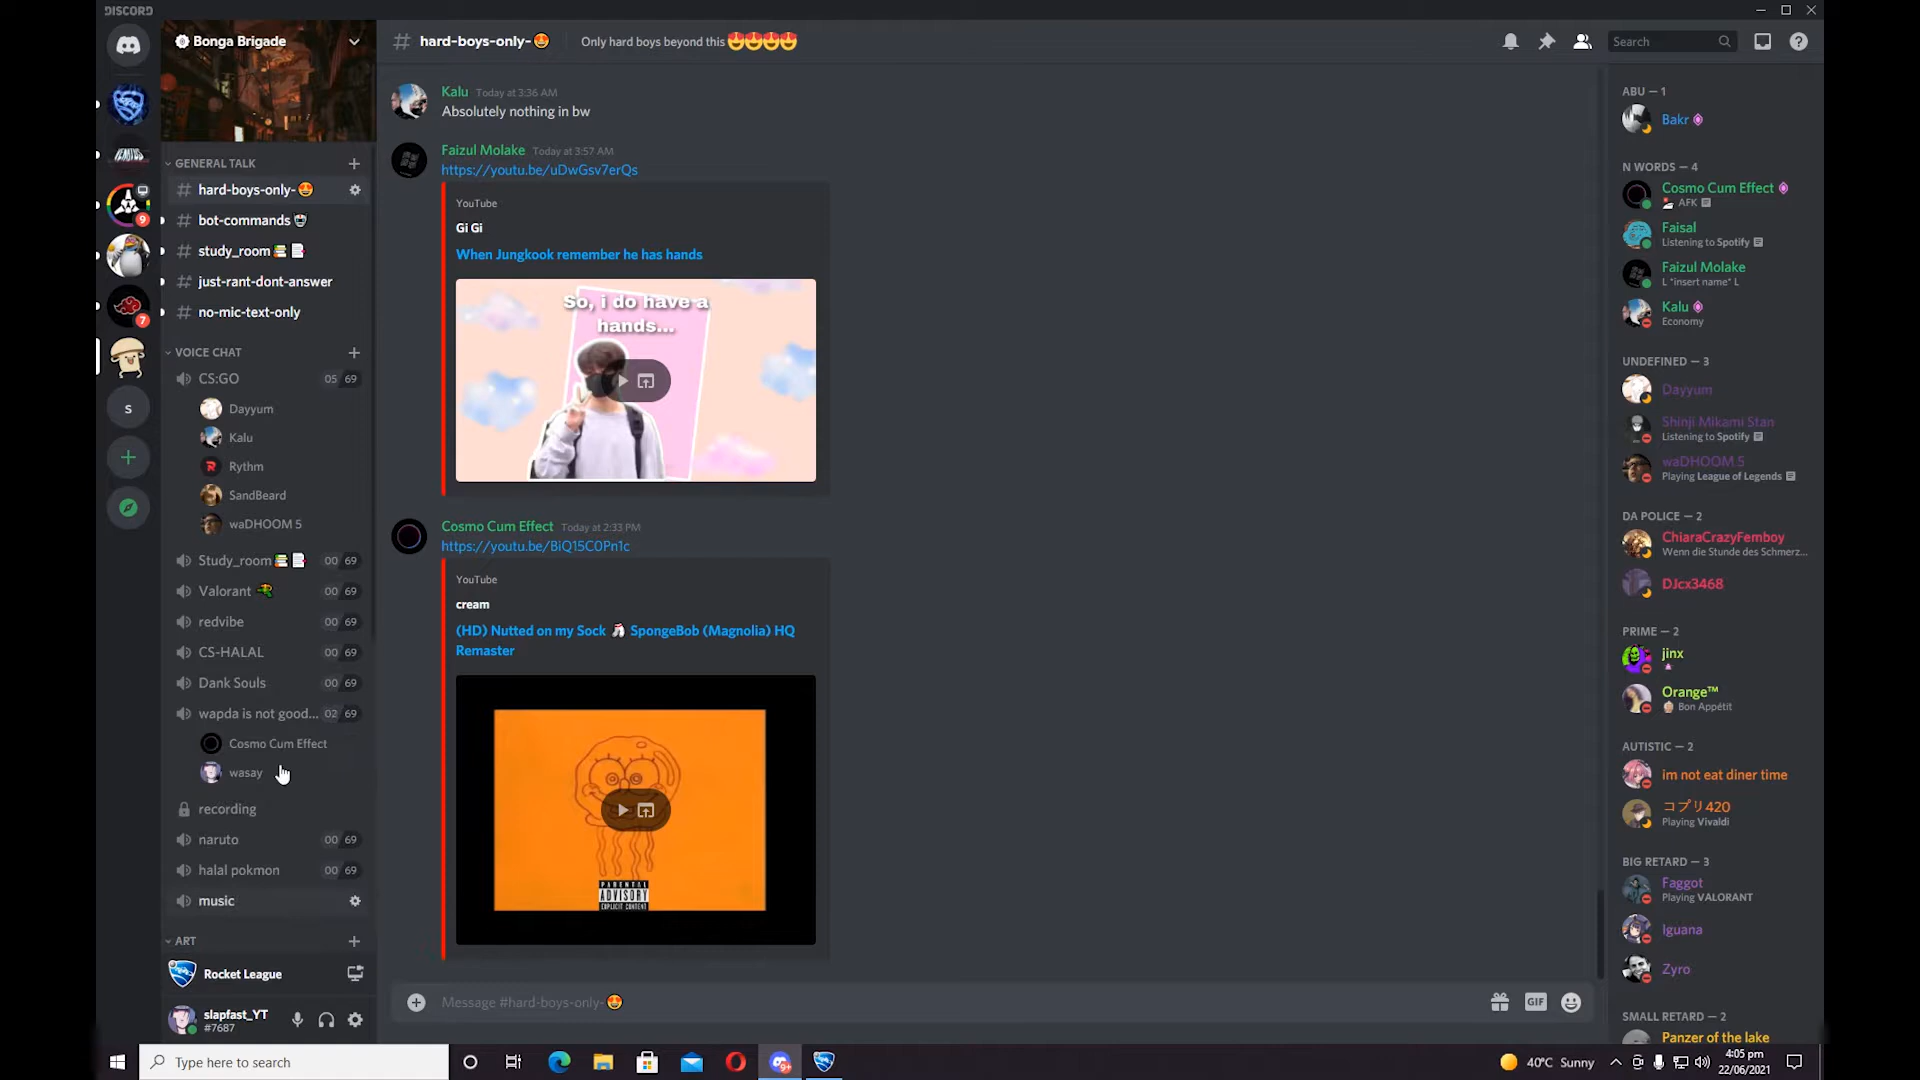 DISCORD
Bonga Brigade
hard-boys-only-😍
Only hard boys beyond this 😍😍😍😍
Search
GENERAL TALK
hard-boys-only-😍
bot-commands
study_room
just-rant-dont-answer
no-mic-text-only
VOICE CHAT
CS:GO 05 69
Dayyum
Kalu
Rythm
SandBeard
waDHOOM 5
Study_room 00 69
Valorant 00 69
redvibe 00 69
CS-HALAL 00 69
Dank Souls 00 69
wapda is not good... 02 69
Cosmo Cum Effect
wasay
recording
naruto 00 69
halal pokmon 00 69
music
ART
Rocket League
slapfast_YT
#7687
9
7
s
Kalu Today at 3:36 AM
Absolutely nothing in bw
Faizul Molake Today at 3:57 AM
https://youtu.be/uDwGsv7erQs
YouTube
Gi Gi
When Jungkook remember he has hands
So, i do have a
hands...
Cosmo Cum Effect Today at 2:33 PM
https://youtu.be/BiQ15C0Pn1c
YouTube
cream
(HD) Nutted on my Sock 🧦 SpongeBob (Magnolia) HQ
Remaster
PARENTAL
ADVISORY
EXPLICIT CONTENT
Message #hard-boys-only-😍
GIF
ABU — 1
Bakr
N WORDS — 4
Cosmo Cum Effect
AFK
Faisal
Listening to Spotify
Faizul Molake
L *insert name* L
Kalu
Economy
UNDEFINED — 3
Dayyum
Shinji Mikami Stan
Listening to Spotify
waDHOOM 5
Playing League of Legends
DA POLICE — 2
ChiaraCrazyFemboy
Wenn die Stunde des Schmerz...
DJcx3468
PRIME — 2
jinx
Orange™
Bon Appétit
AUTISTIC — 2
im not eat diner time
コプリ420
Playing Vivaldi
BIG RETARD — 3
Faggot
Playing VALORANT
Iguana
Zyro
SMALL RETARD — 2
Panzer of the lake
Type here to search
9+
40°C Sunny
4:05 pm
22/06/2021